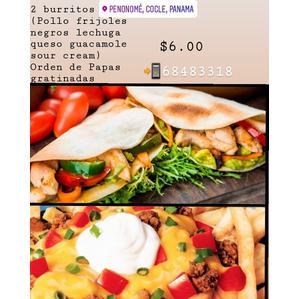 2 burritos
PENONOMÉ, COCLE, PANAMA
(Pollo frijoles
negros lechuga
queso guacamole
sour cream)
Orden de Papas
gratinadas
$6.00
68483318